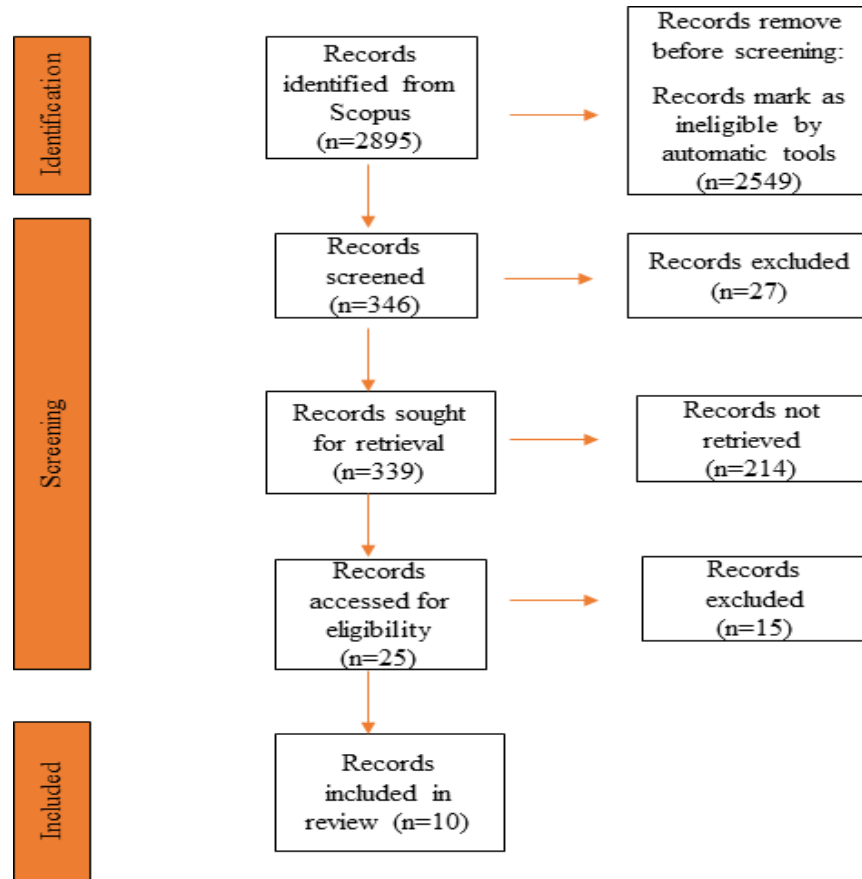 Identification
Records
identified from
Scopus
(n=2895)
Records remove
before screening:
Records mark as
ineligible by
automatic tools
(n=2549)
Screening
Records
screened
(n=346)
Records excluded
(n=27)
Records sought
for retrieval
(n=339)
Records not
retrieved
(n=214)
Records
accessed for
eligibility
(n=25)
Records
excluded
(n=15)
Included
Records
included in
review (n=10)